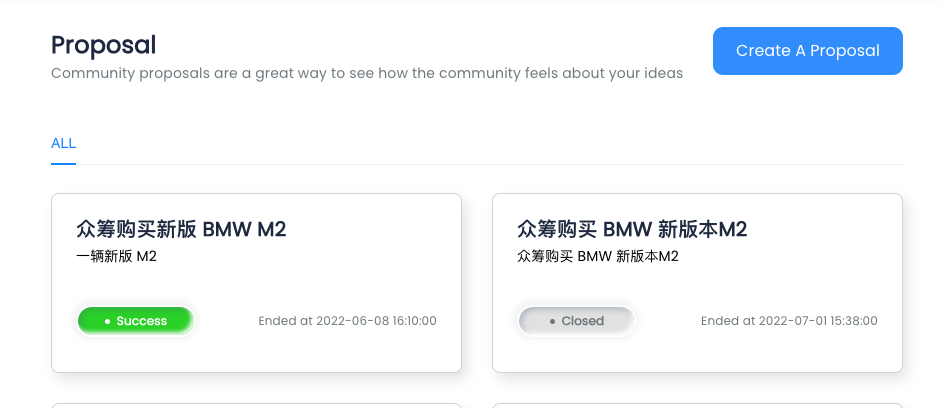 Proposal
Create A Proposal
Community proposals are a great way to see how the community feels about your ideas
ALL
众筹购买新版 BMW M2
一辆新版 M2
Success
Ended at 2022-06-08 16:10:00
众筹购买 BMW 新版本M2
众筹购买 BMW 新版本M2
Closed
Ended at 2022-07-01 15:38:00